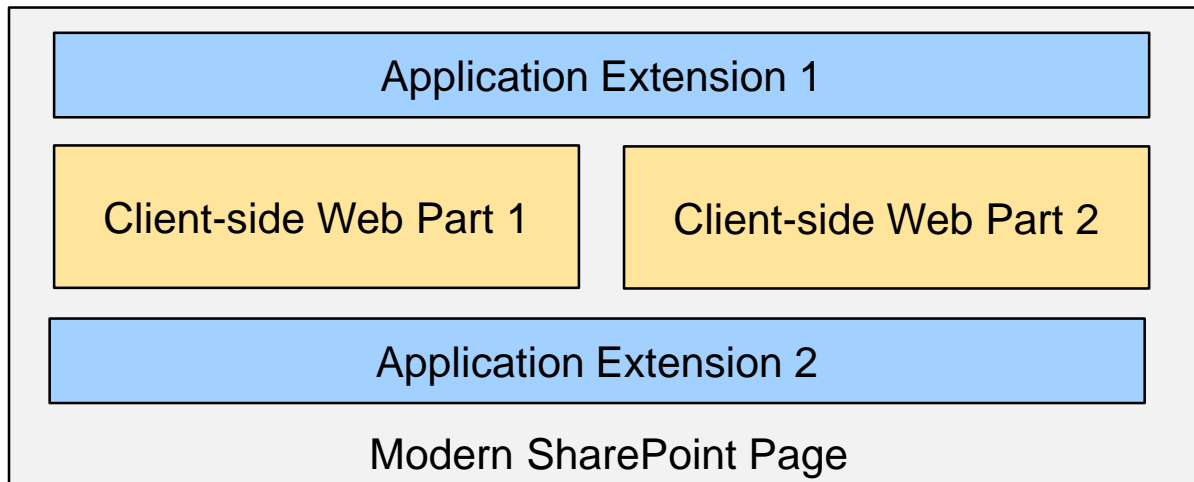 Application Extension 1
Client-side Web Part 1
Client-side Web Part 2
Application Extension 2
Modern SharePoint Page